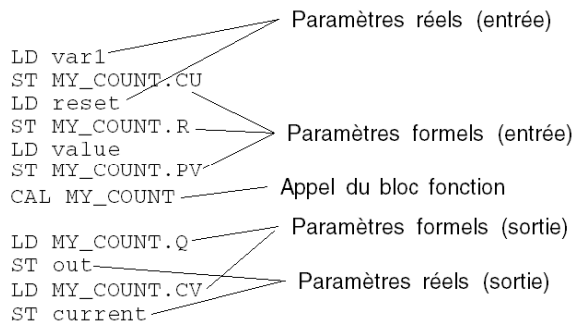 Paramètres réels (entrée)
LD var1
ST MY_COUNT.CU
LD reset
ST MY_COUNT.R
Paramètres formels (entrée)
LD value
ST MY_COUNT.PV
CAL MY_COUNT
Appel du bloc fonction
LD MY_COUNT.Q
Paramètres formels (sortie)
ST out
LD MY_COUNT.CV
Paramètres réels (sortie)
ST current